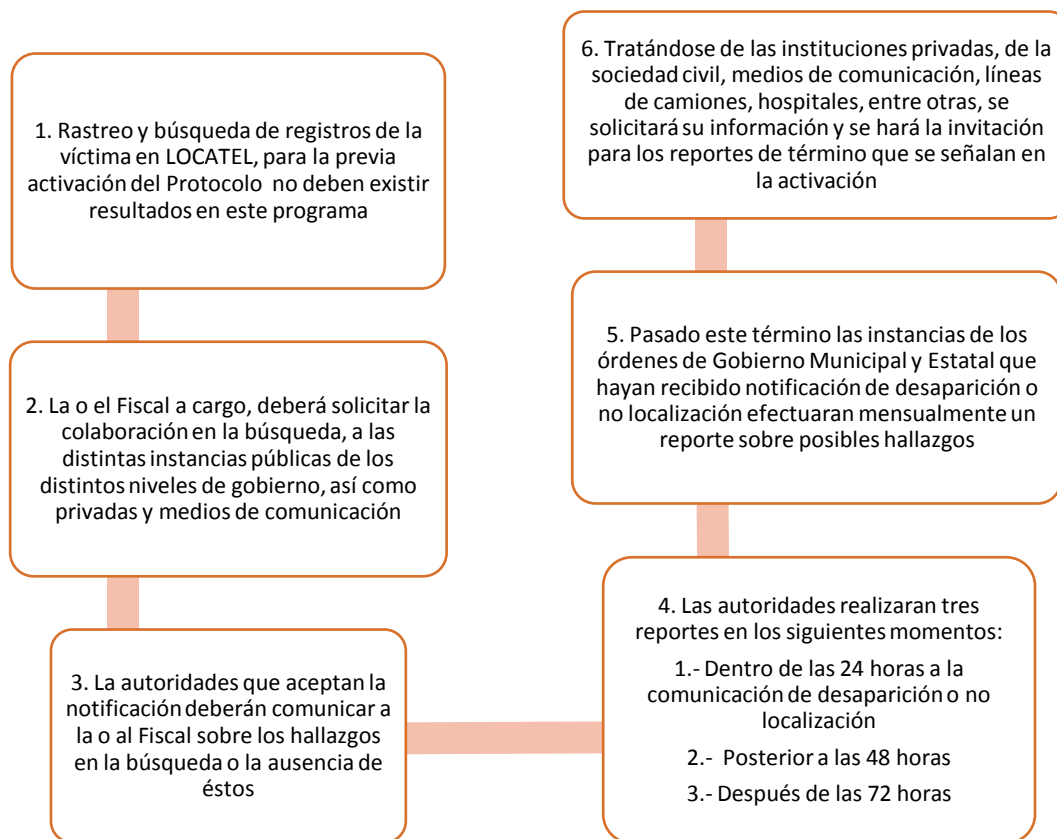 1. Rastreo y búsqueda de registros de la
víctima en LOCATEL, para la previa
activación del Protocolo no deben existir
resultados en este programa
2. La o el Fiscal a cargo, deberá solicitar la
colaboración en la búsqueda, a las
distintas instancias públicas de los
distintos niveles de gobierno, así como
privadas y medios de comunicación
3. La autoridades que aceptan la
notificación deberán comunicar a
la o al Fiscal sobre los hallazgos
en la búsqueda o la ausencia de
éstos
4. Las autoridades realizaran tres
reportes en los siguientes momentos:
1.- Dentro de las 24 horas a la
comunicación de desaparición o no
localización
2.- Posterior a las 48 horas
3.- Después de las 72 horas
5. Pasado este término las instancias de los
órdenes de Gobierno Municipal y Estatal que
hayan recibido notificación de desaparición o
no localización efectuaran mensualmente un
reporte sobre posibles hallazgos
6. Tratándose de las instituciones privadas, de la
sociedad civil, medios de comunicación, líneas
de camiones, hospitales, entre otras, se
solicitará su información y se hará la invitación
para los reportes de término que se señalan en
la activación